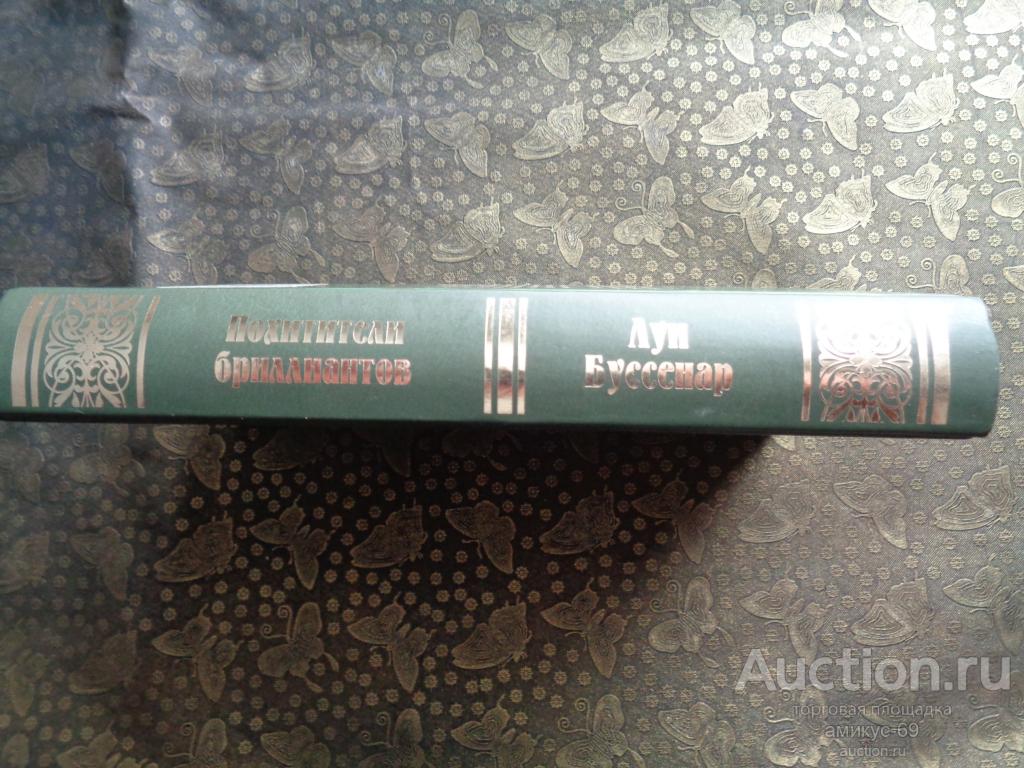 Похитители
бриллиантов
Луи
Буссенар
Auction.ru
торговая площадка
амикус-69
auction.ru